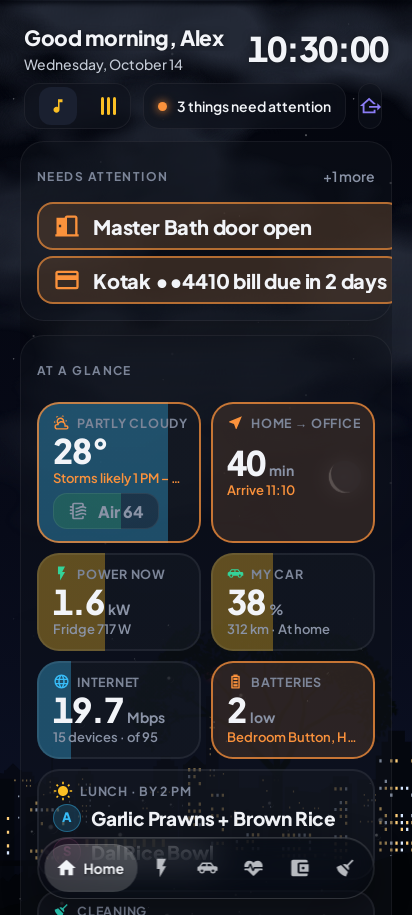 Good morning, Alex
10:30:00
Wednesday, October 14
3 things need attention
NEEDS ATTENTION
+1 more
Master Bath door open
Kotak ●●4410 bill due in 2 days
AT A GLANCE
PARTLY CLOUDY
28°
Storms likely 1 PM – …
Air 64
HOME → OFFICE
40 min
Arrive 11:10
POWER NOW
1.6 kW
Fridge 717 W
MY CAR
38 %
312 km · At home
INTERNET
19.7 Mbps
15 devices · of 95
BATTERIES
2 low
Bedroom Button, H…
LUNCH · BY 2 PM
A
Garlic Prawns + Brown Rice
S
Dal Rice Bowl
Home
CLEANING